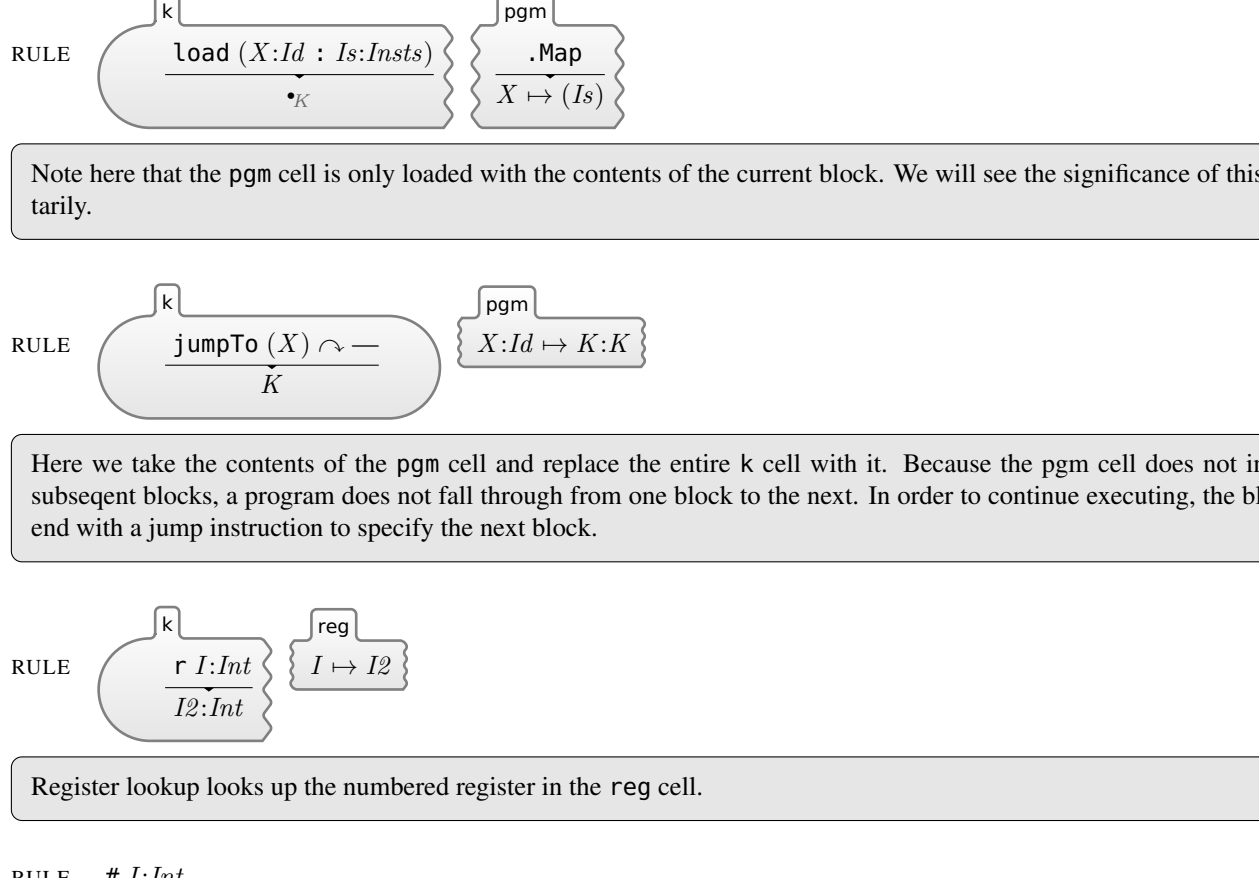 k
pgm
RULE load (X:Id : Is:Insts) .Map
•K X ↦ (Is)
Note here that the pgm cell is only loaded with the contents of the current block. We will see the significance of this
tarily.
k
pgm
RULE jumpTo (X) ↷ — X:Id ↦ K:K
K
Here we take the contents of the pgm cell and replace the entire k cell with it. Because the pgm cell does not
subseqent blocks, a program does not fall through from one block to the next. In order to continue executing, the
end with a jump instruction to specify the next block.
k
reg
RULE r I:Int I ↦ I2
I2:Int
Register lookup looks up the numbered register in the reg cell.
RULE # I:Int